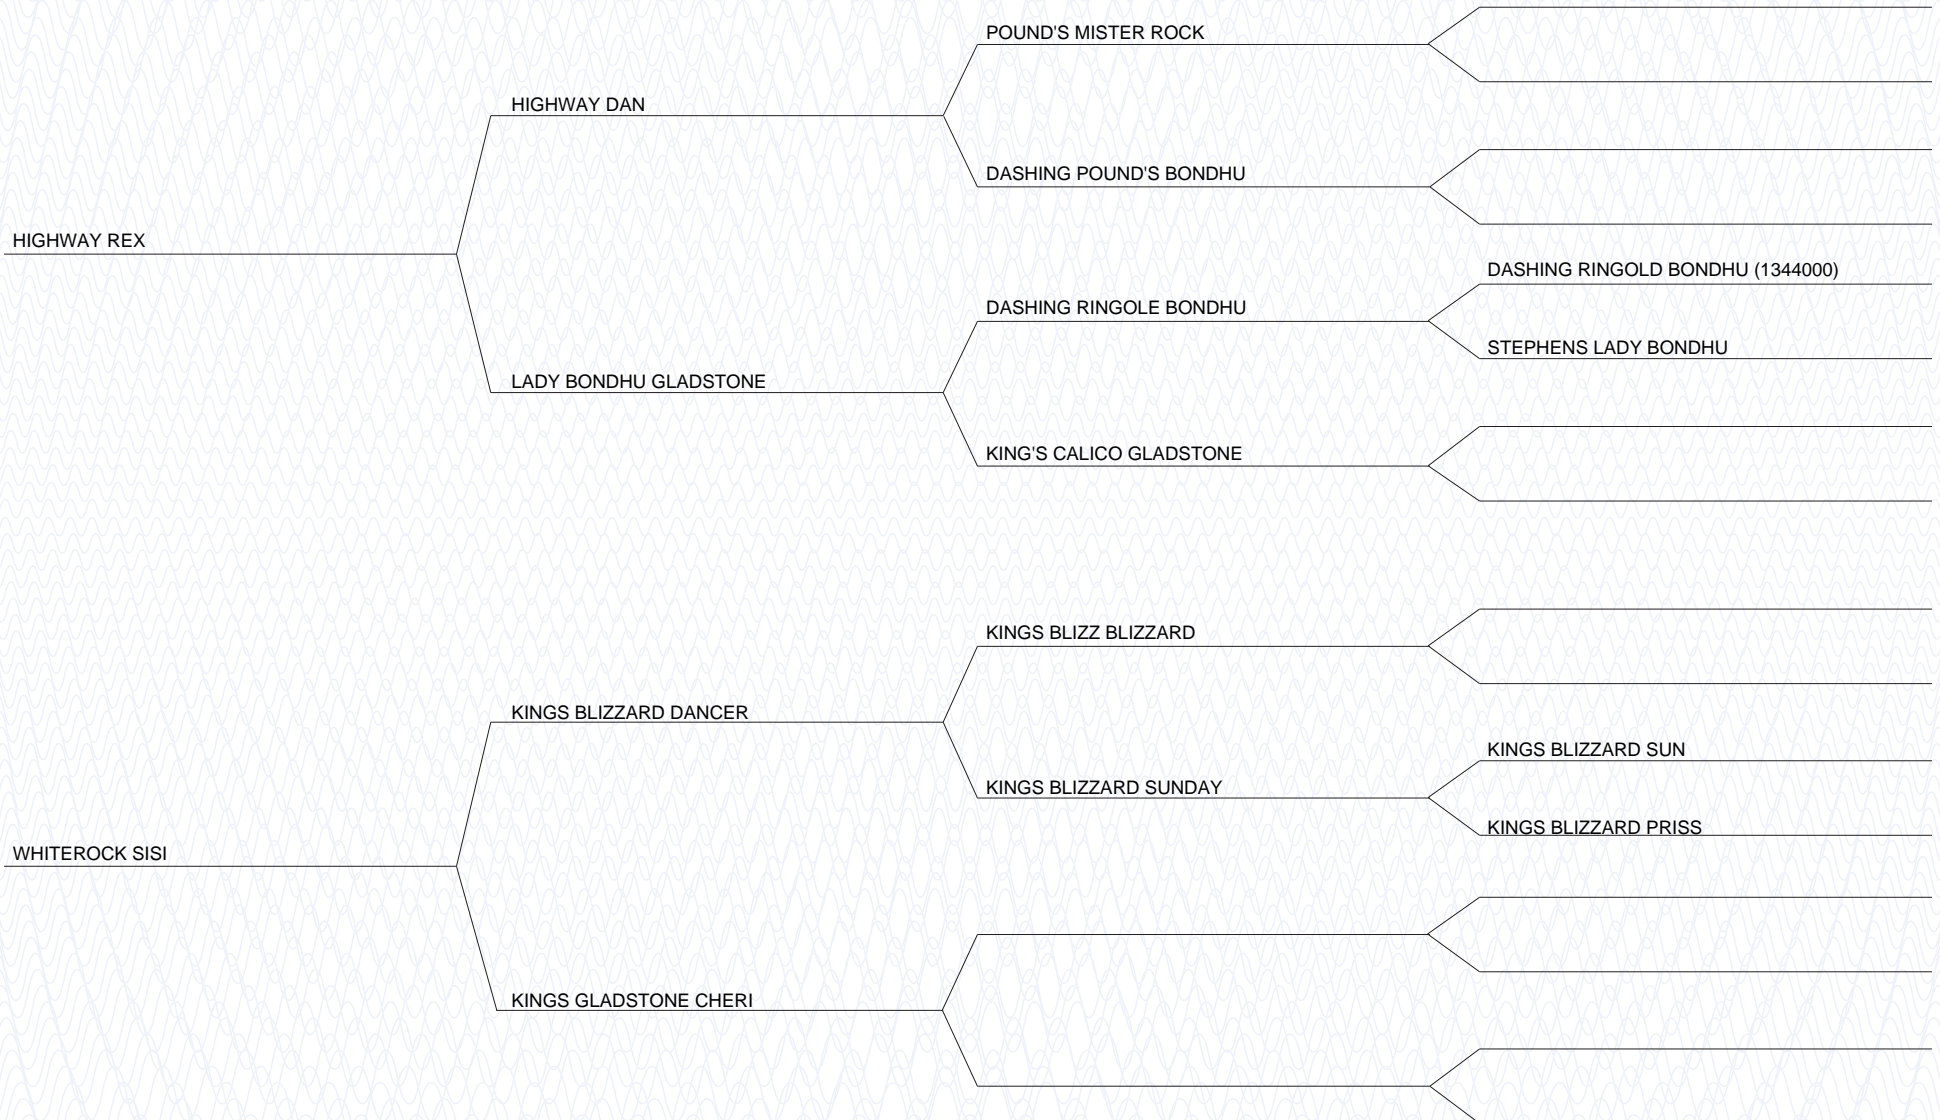 POUND'S MISTER ROCK
HIGHWAY DAN
DASHING POUND'S BONDHU
HIGHWAY REX
DASHING RINGOLD BONDHU (1344000)
DASHING RINGOLE BONDHU
STEPHENS LADY BONDHU
LADY BONDHU GLADSTONE
KING'S CALICO GLADSTONE
KINGS BLIZZ BLIZZARD
KINGS BLIZZARD DANCER
KINGS BLIZZARD SUN
KINGS BLIZZARD SUNDAY
KINGS BLIZZARD PRISS
WHITEROCK SISI
KINGS GLADSTONE CHERI